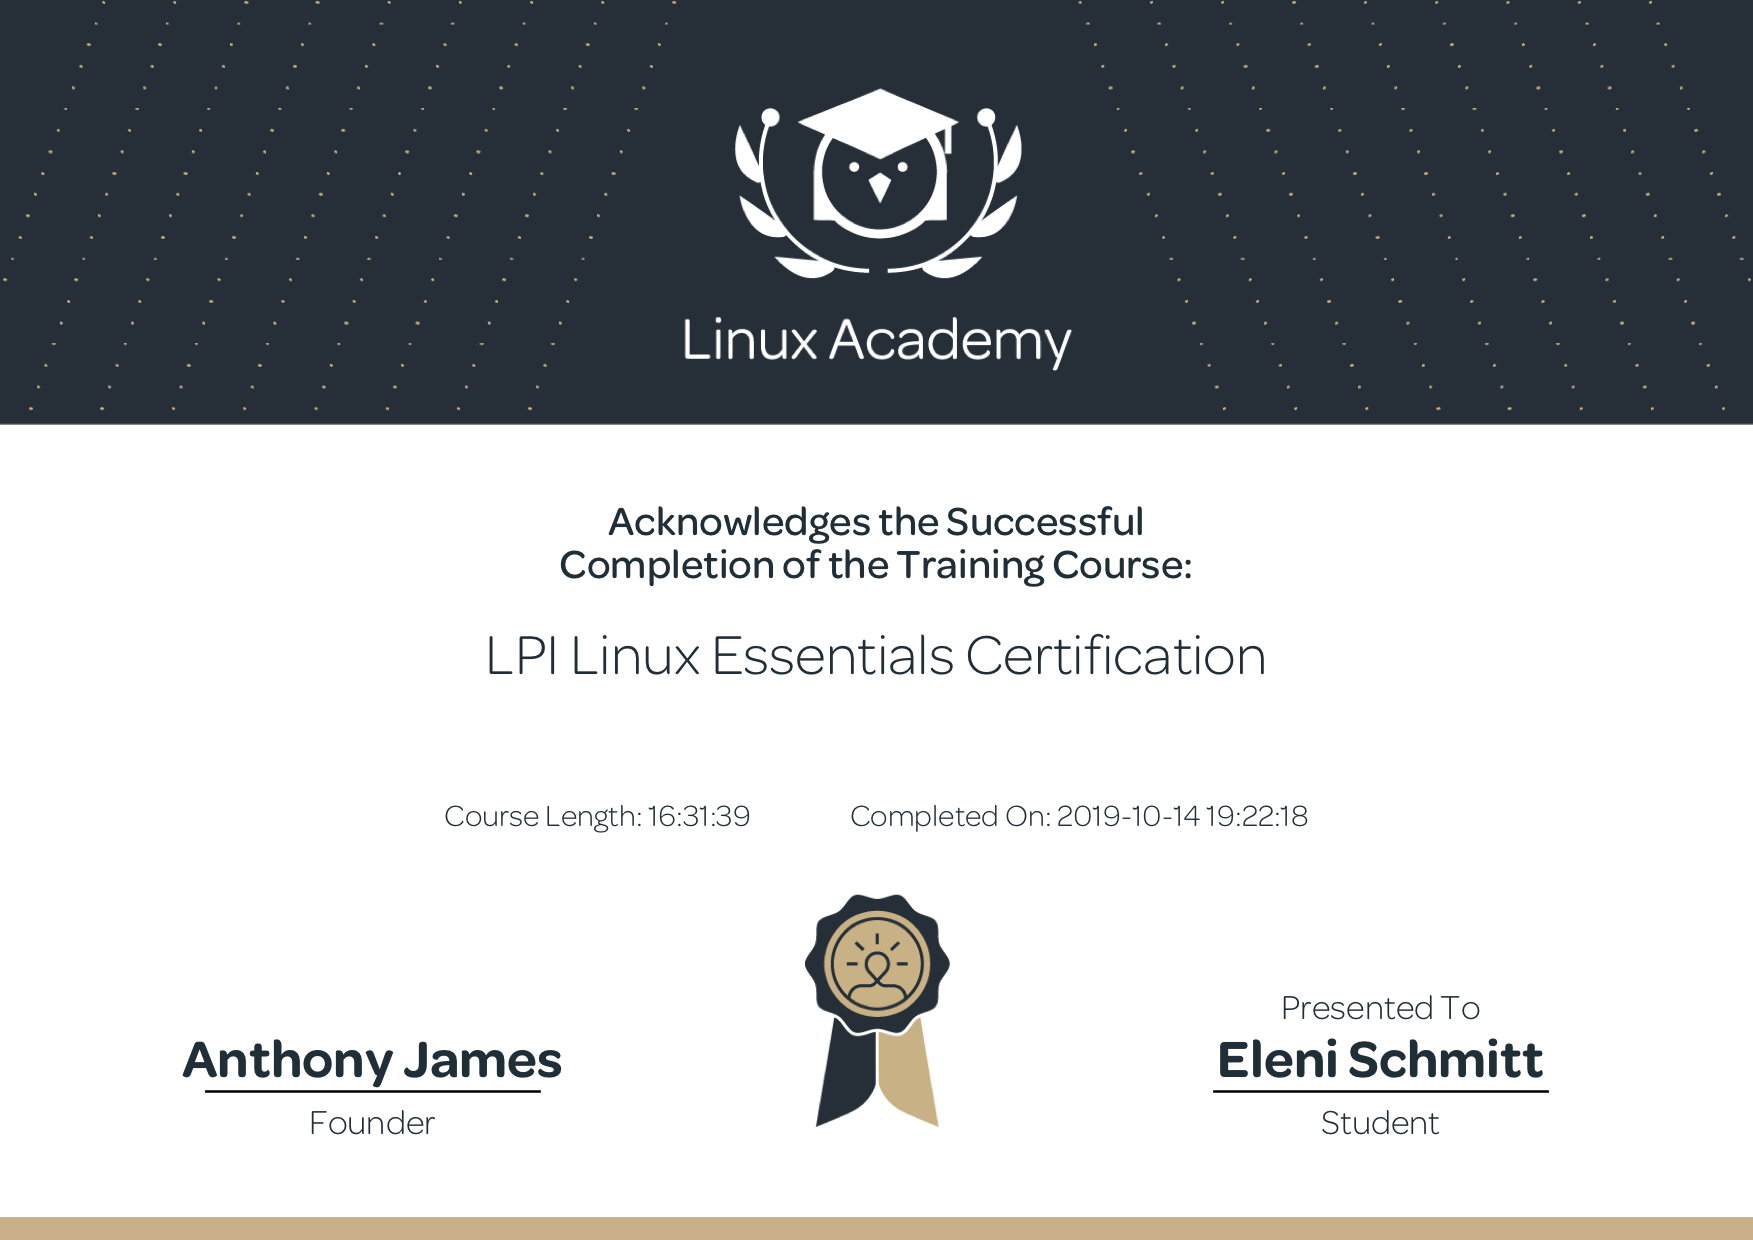 Linux Academy
Acknowledges the Successful
Completion of the Training Course:
LPI Linux Essentials Certification
Course Length: 16:31:39
Completed On: 2019-10-14 19:22:18
Anthony James
Founder
Presented To
Eleni Schmitt
Student